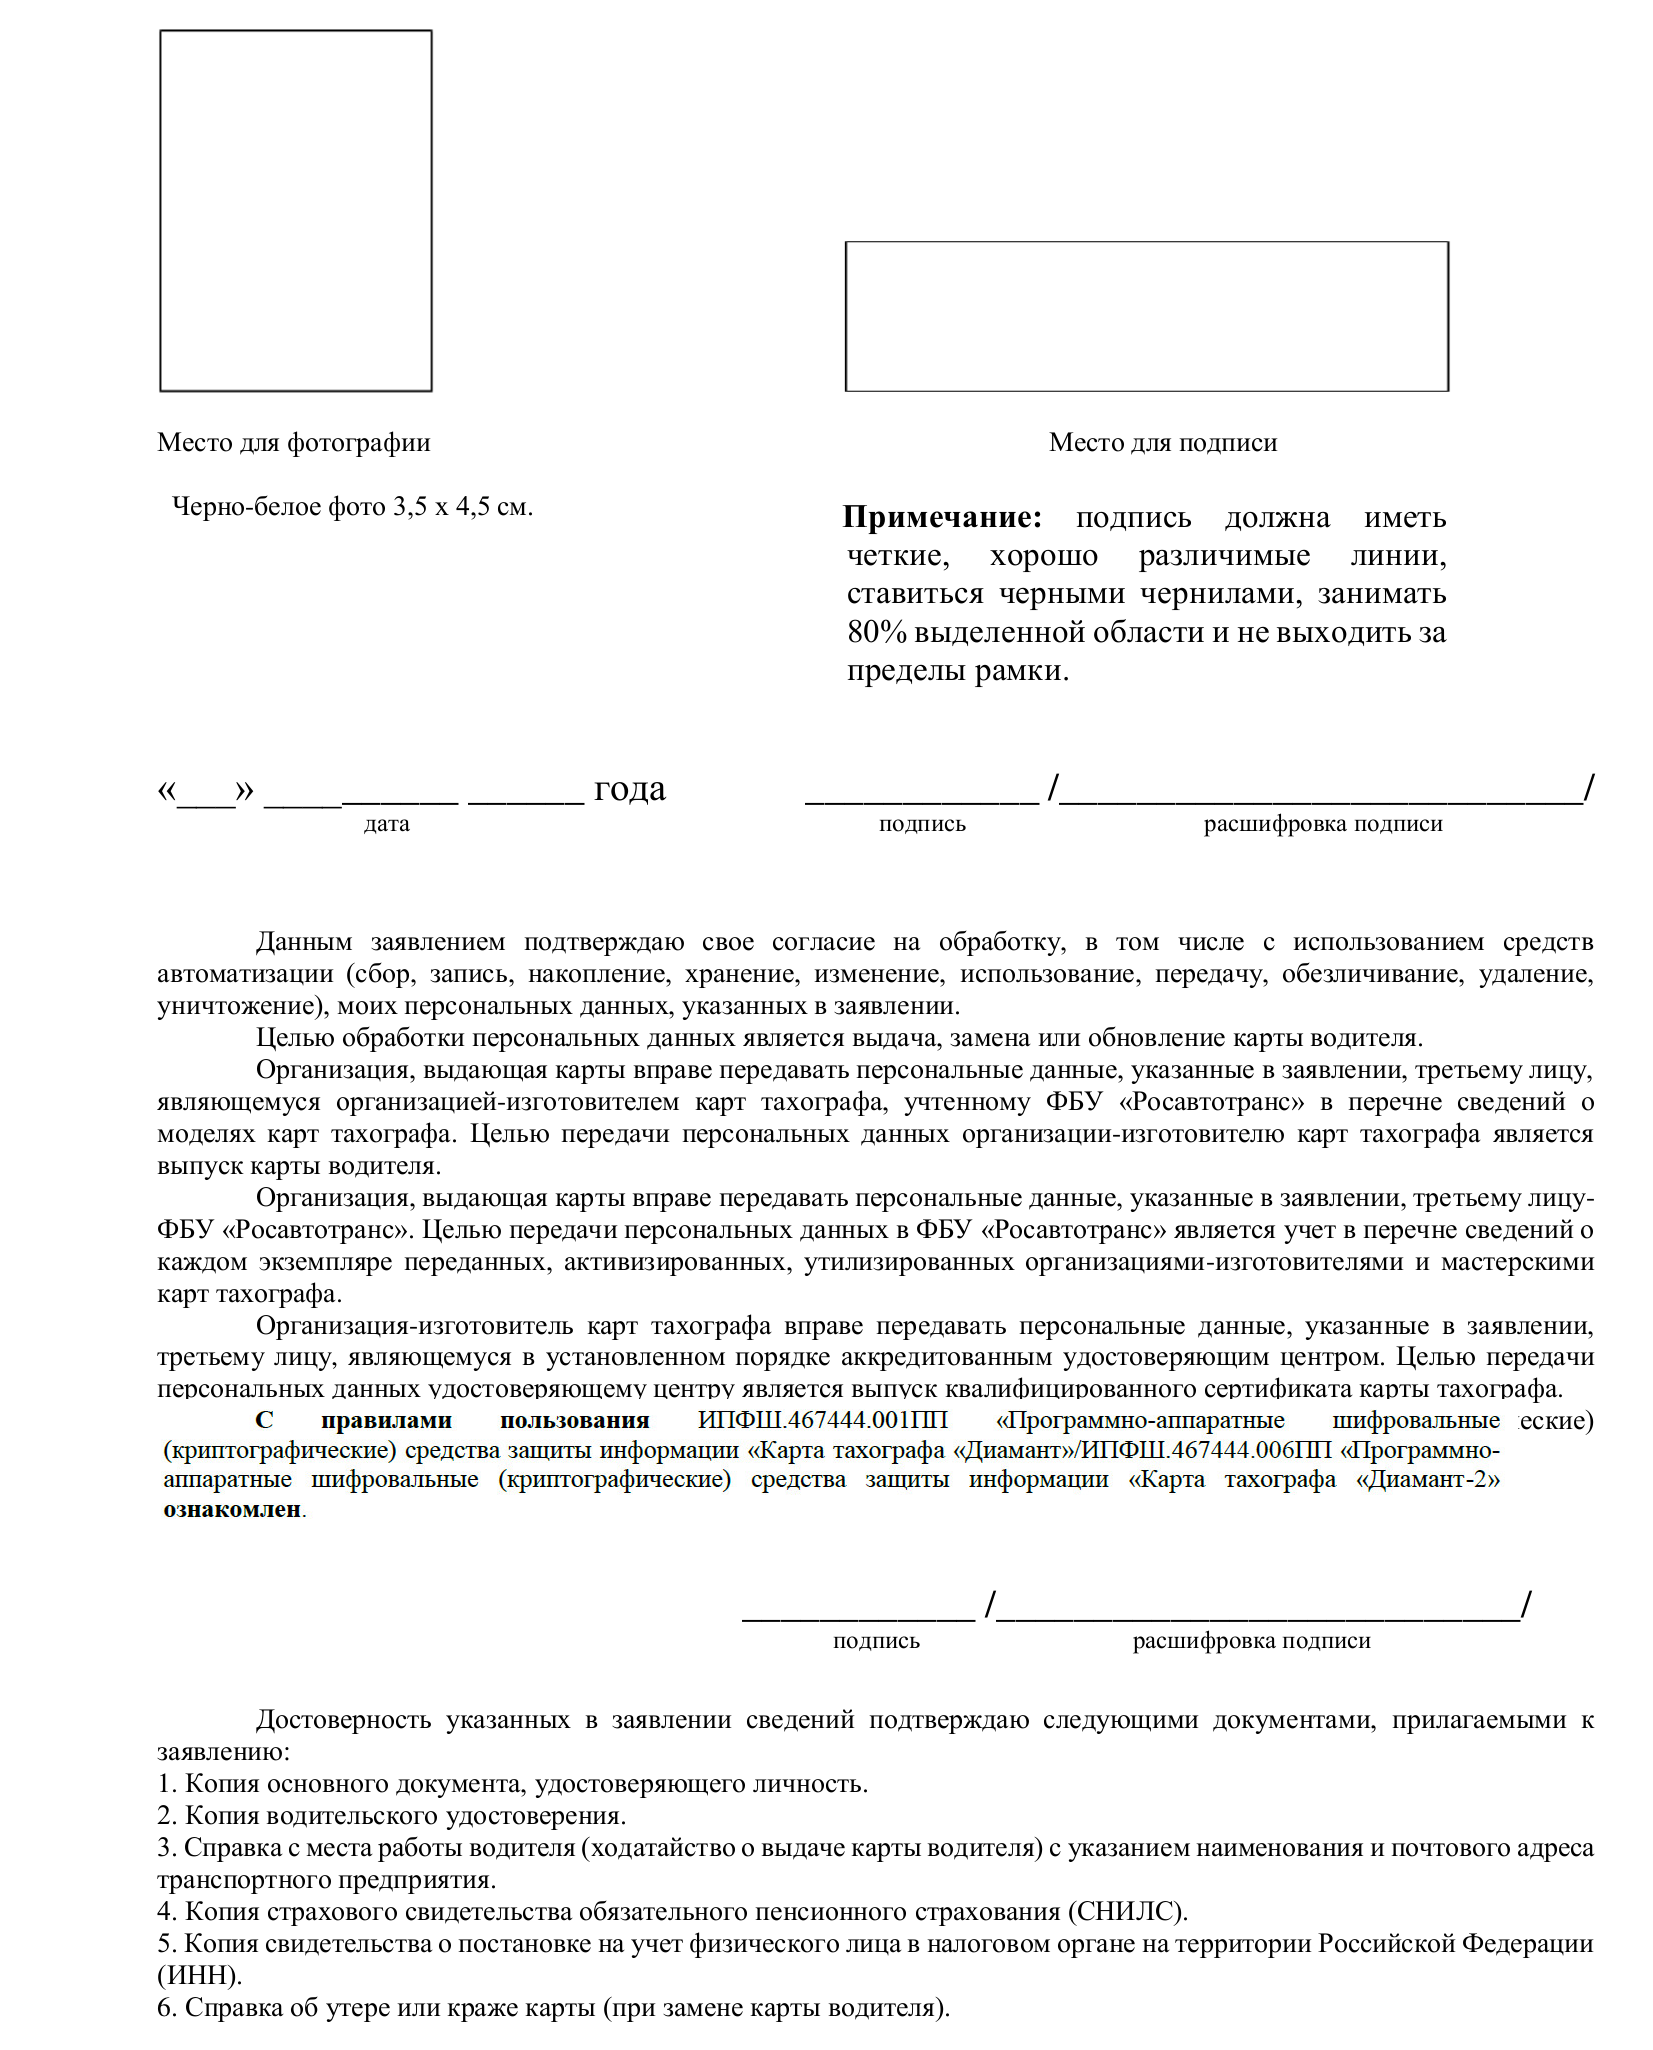 Место для фотографии
Место для подписи
Черно-белое фото 3,5 х 4,5 см.
Примечание: подпись должна иметь
четкие, хорошо различимые линии,
ставиться черными чернилами, занимать
80% выделенной области и не выходить за
пределы рамки.
«___» __________ ______ года ____________ /___________________________/
дата подпись расшифровка подписи
Данным заявлением подтверждаю свое согласие на обработку, в том числе с использованием средств
автоматизации (сбор, запись, накопление, хранение, изменение, использование, передачу, обезличивание, удаление,
уничтожение), моих персональных данных, указанных в заявлении.
Целью обработки персональных данных является выдача, замена или обновление карты водителя.
Организация, выдающая карты вправе передавать персональные данные, указанные в заявлении, третьему лицу,
являющемуся организацией-изготовителем карт тахографа, учтенному ФБУ «Росавтотранс» в перечне сведений о
моделях карт тахографа. Целью передачи персональных данных организации-изготовителю карт тахографа является
выпуск карты водителя.
Организация, выдающая карты вправе передавать персональные данные, указанные в заявлении, третьему лицу-
ФБУ «Росавтотранс». Целью передачи персональных данных в ФБУ «Росавтотранс» является учет в перечне сведений о
каждом экземпляре переданных, активизированных, утилизированных организациями-изготовителями и мастерскими
карт тахографа.
Организация-изготовитель карт тахографа вправе передавать персональные данные, указанные в заявлении,
третьему лицу, являющемуся в установленном порядке аккредитованным удостоверяющим центром. Целью передачи
персональных данных удостоверяющему центру является выпуск квалифицированного сертификата карты тахографа.
С правилами пользования ИПФШ.467444.001ПП «Программно-аппаратные шифровальные еские)
(криптографические) средства защиты информации «Карта тахографа «Диамант»/ИПФШ.467444.006ПП «Программно-
аппаратные шифровальные (криптографические) средства защиты информации «Карта тахографа «Диамант-2»
ознакомлен.
____________ /___________________________/
подпись расшифровка подписи
Достоверность указанных в заявлении сведений подтверждаю следующими документами, прилагаемыми к
заявлению:
1. Копия основного документа, удостоверяющего личность.
2. Копия водительского удостоверения.
3. Справка с места работы водителя (ходатайство о выдаче карты водителя) с указанием наименования и почтового адреса
транспортного предприятия.
4. Копия страхового свидетельства обязательного пенсионного страхования (СНИЛС).
5. Копия свидетельства о постановке на учет физического лица в налоговом органе на территории Российской Федерации
(ИНН).
6. Справка об утере или краже карты (при замене карты водителя).